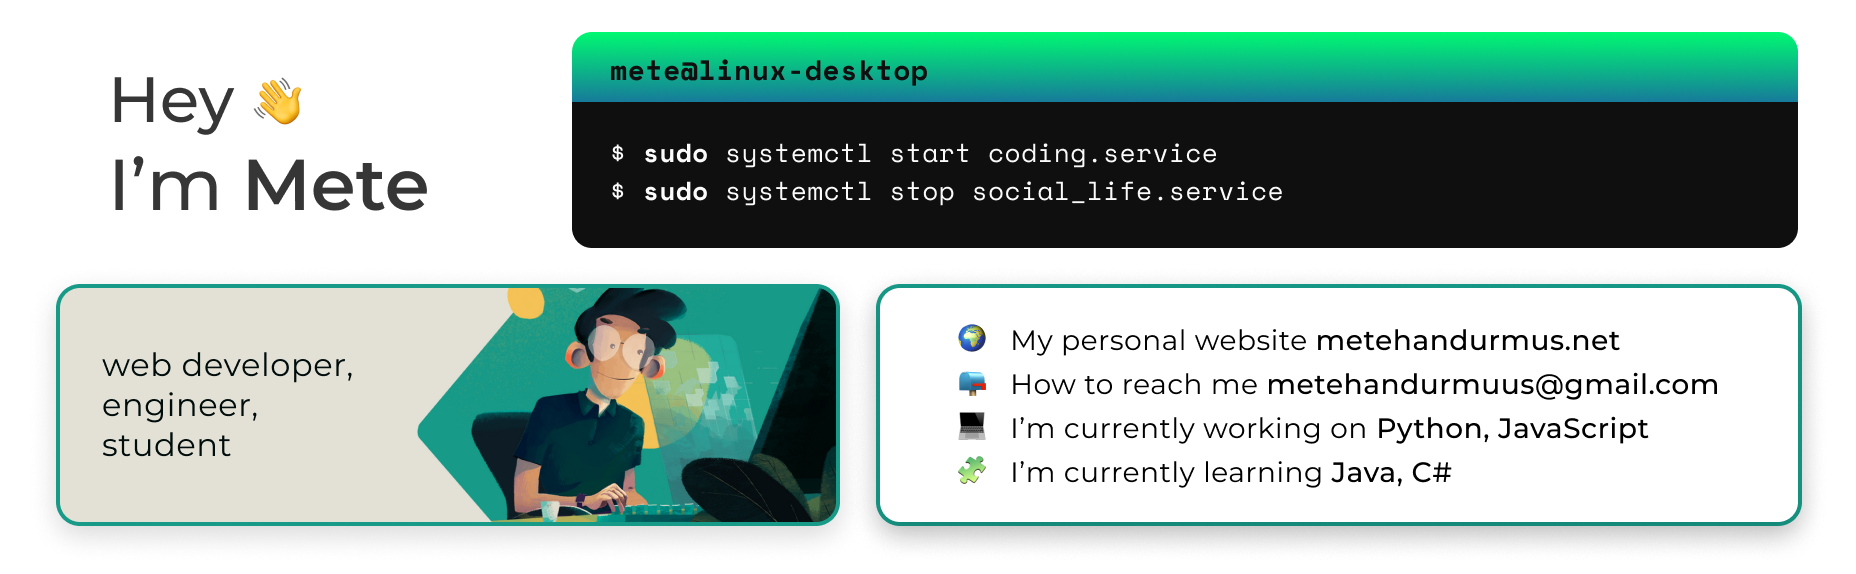 Hey 👋
I’m Mete
mete@linux-desktop
$ sudo systemctl start coding.service
$ sudo systemctl stop social_life.service
web developer,
engineer,
student
My personal website metehandurmus.net
How to reach me metehandurmuus@gmail.com
I’m currently working on Python, JavaScript
I’m currently learning Java, C#